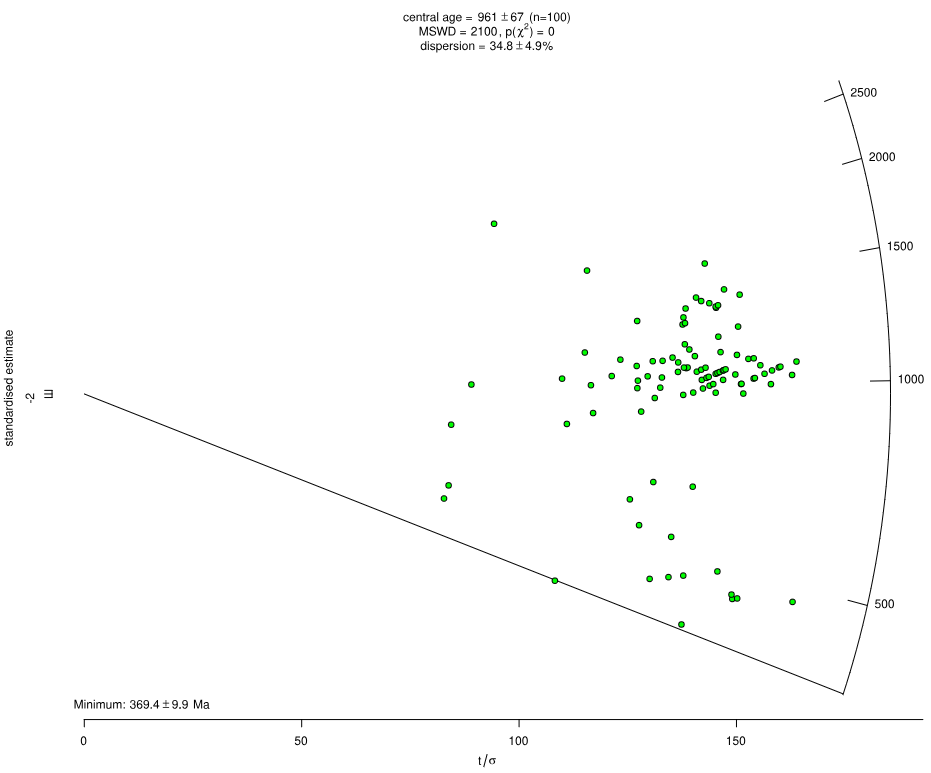 central age = 961 ± 67 (n=100)
MSWD = 2100, p(χ²) = 0
dispersion = 34.8 ± 4.9%
2500
2000
1500
1000
500
standardised estimate
-2
Minimum: 369.4 ± 9.9 Ma
0
50
100
150
t/σ